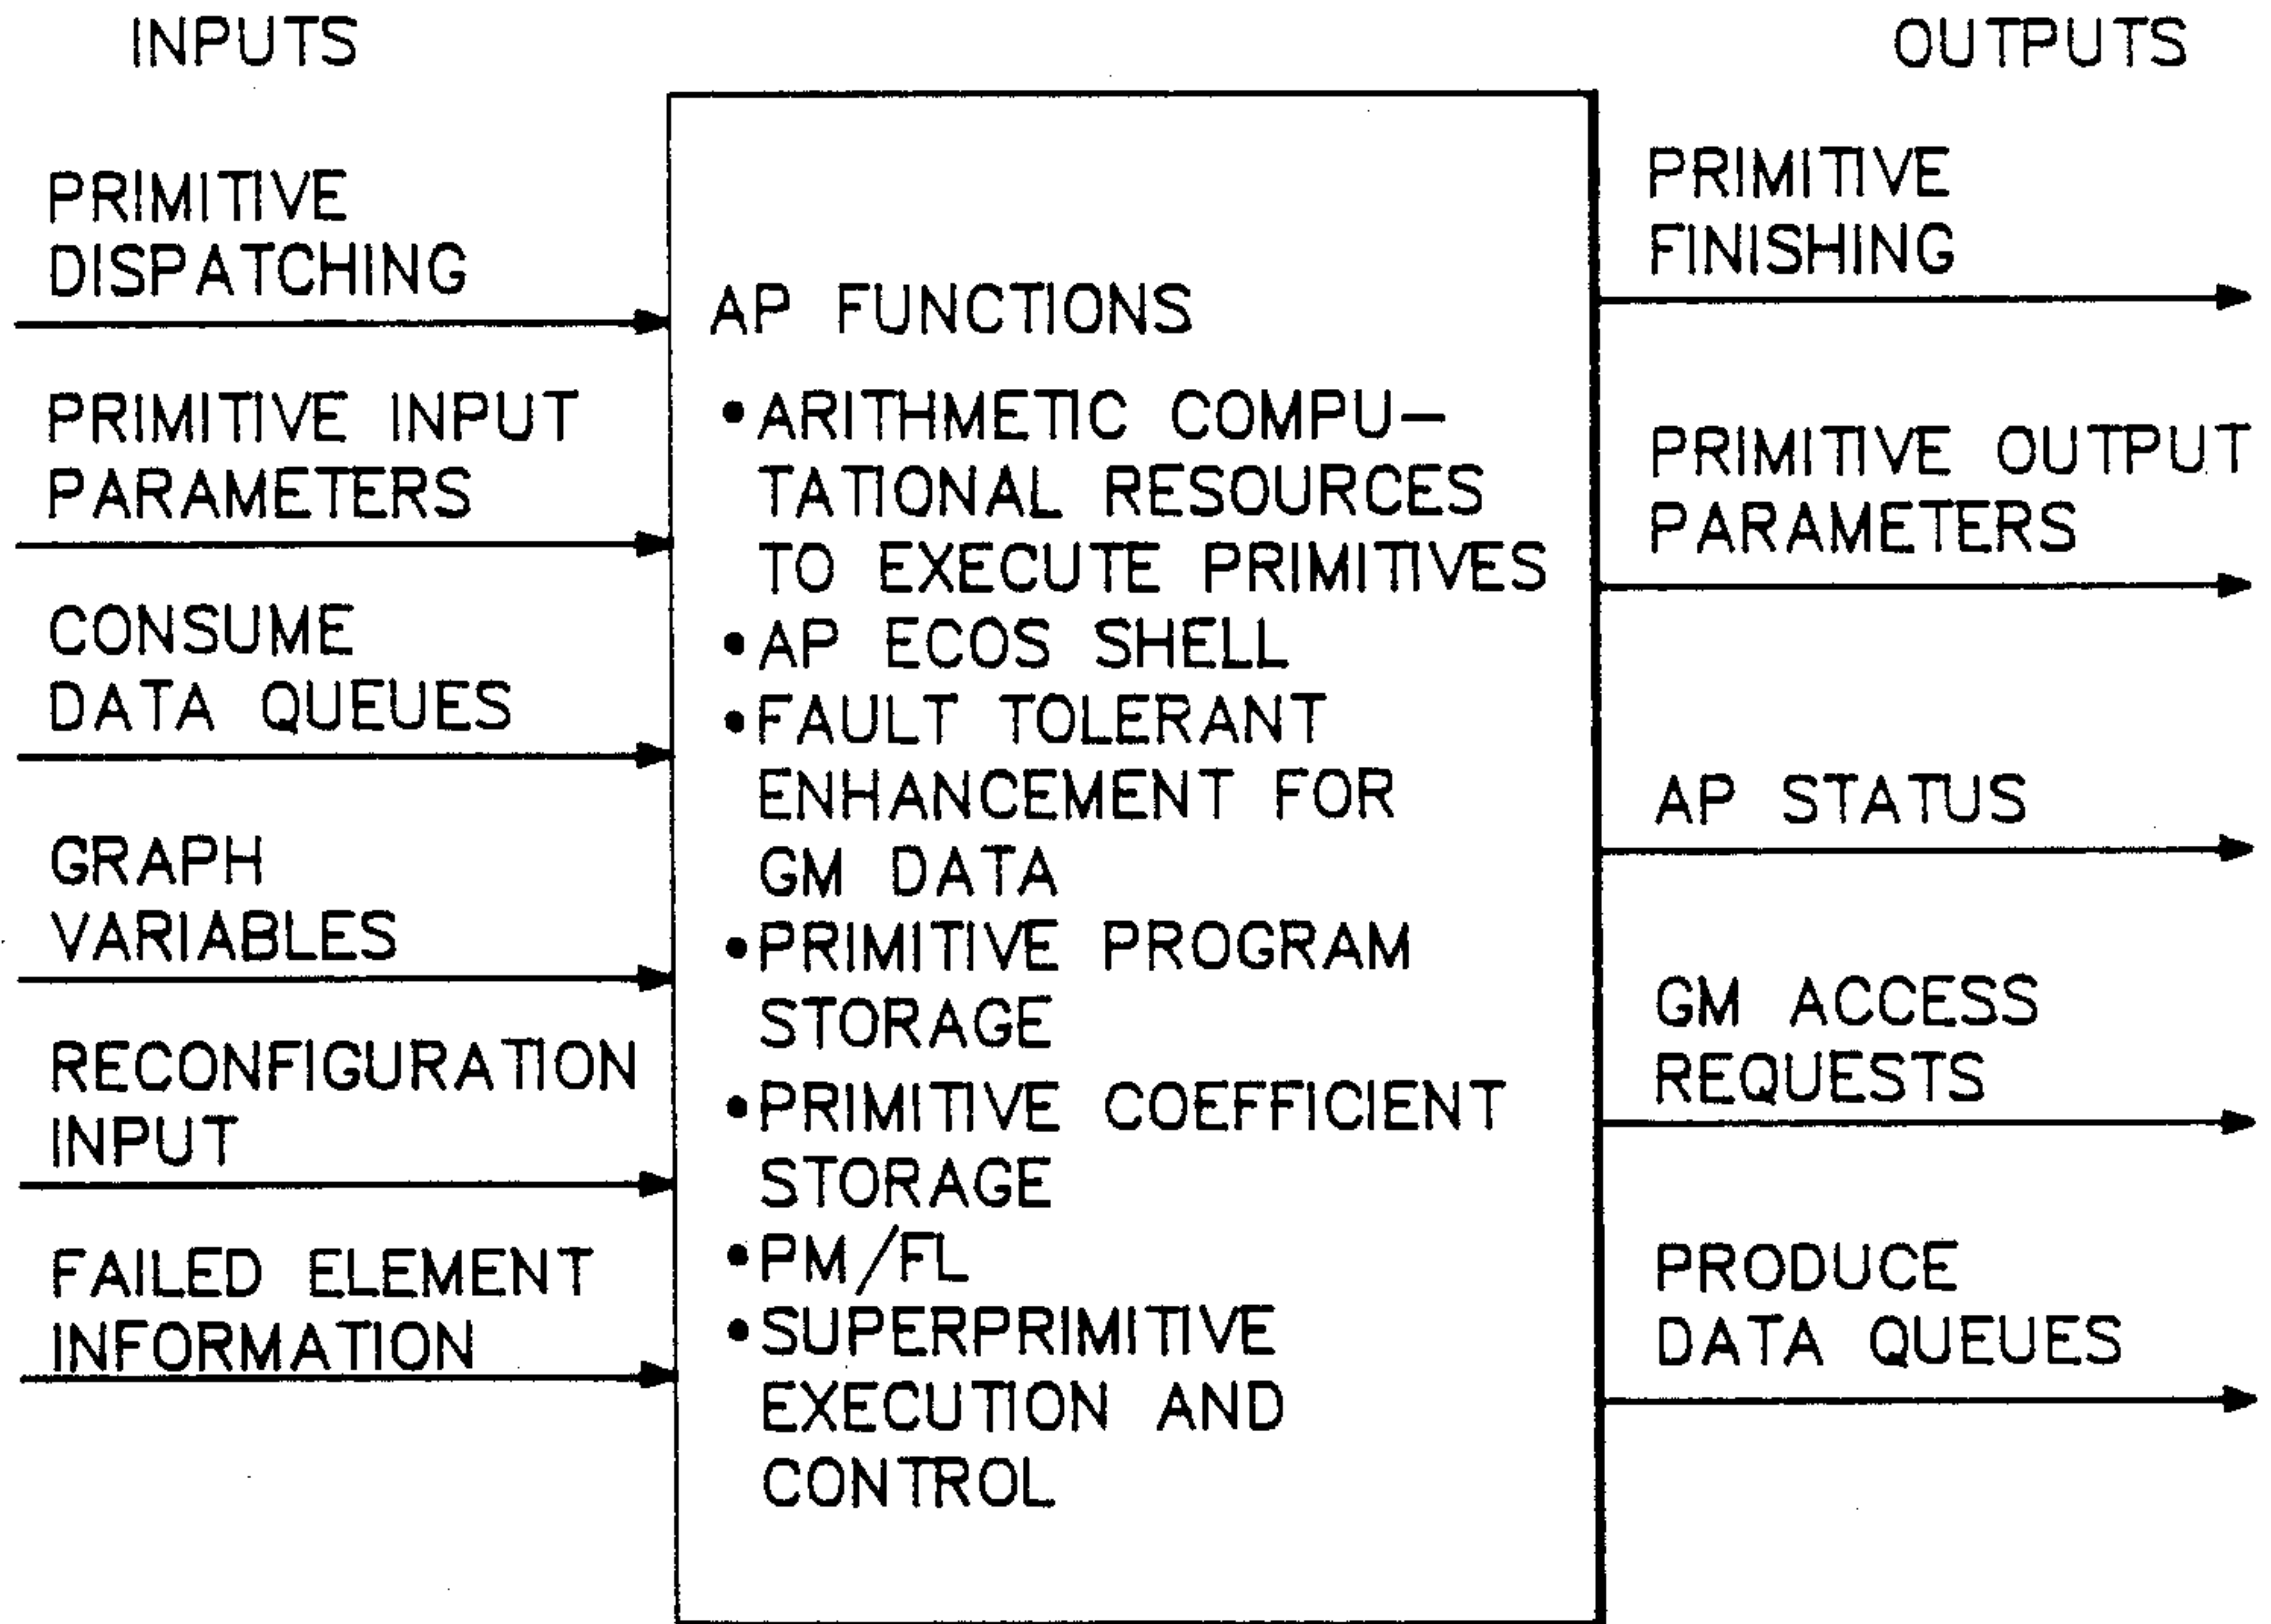 INPUTS
PRIMITIVE
DISPATCHING
PRIMITIVE INPUT
PARAMETERS
CONSUME
DATA QUEUES
GRAPH
VARIABLES
RECONFIGURATION
INPUT
FAILED ELEMENT
INFORMATION
AP FUNCTIONS
•ARITHMETIC COMPU-
TATIONAL RESOURCES
TO EXECUTE PRIMITIVES
•AP ECOS SHELL
•FAULT TOLERANT
ENHANCEMENT FOR
GM DATA
•PRIMITIVE PROGRAM
STORAGE
•PRIMITIVE COEFFICIENT
STORAGE
•PM/FL
•SUPERPRIMITIVE
EXECUTION AND
CONTROL
OUTPUTS
PRIMITIVE
FINISHING
PRIMITIVE OUTPUT
PARAMETERS
AP STATUS
GM ACCESS
REQUESTS
PRODUCE
DATA QUEUES